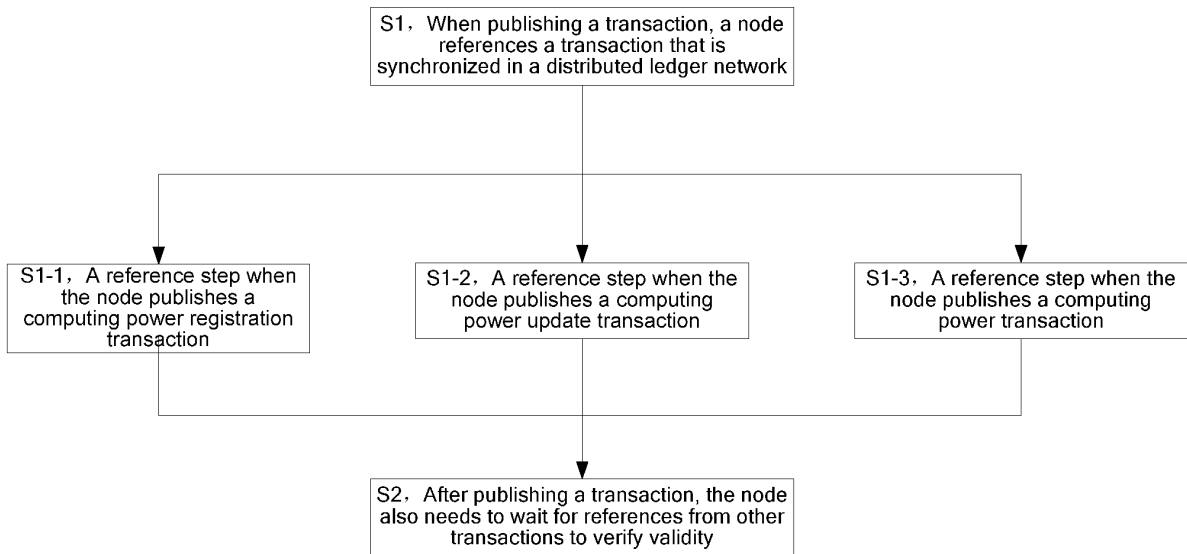 S1，When publishing a transaction, a node
references a transaction that is
synchronized in a distributed ledger network
S1-1，A reference step when
the node publishes a
computing power registration
transaction
S1-2，A reference step when the
node publishes a computing
power update transaction
S1-3，A reference step when the
node publishes a computing
power transaction
S2，After publishing a transaction, the node
also needs to wait for references from other
transactions to verify validity